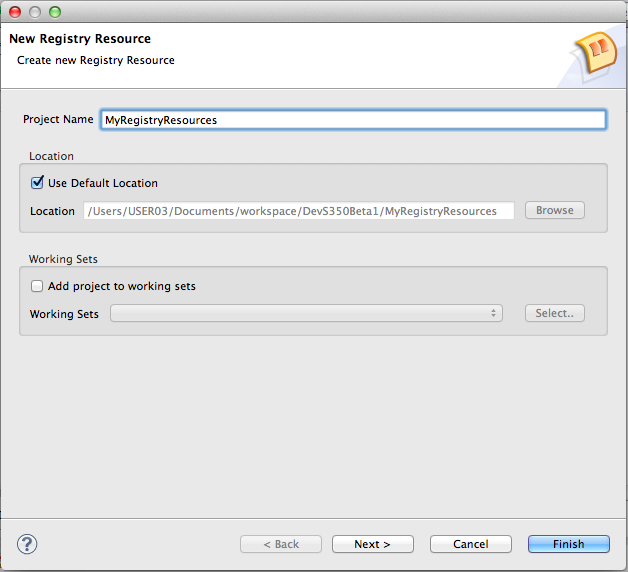 New Registry Resource
Create new Registry Resource
Project Name MyRegistryResources
Location
Use Default Location
Location /Users/USER03/Documents/workspace/DevS350Beta1/MyRegistryResources Browse
Working Sets
Add project to working sets
Working Sets Select..
? < Back Next > Cancel Finish